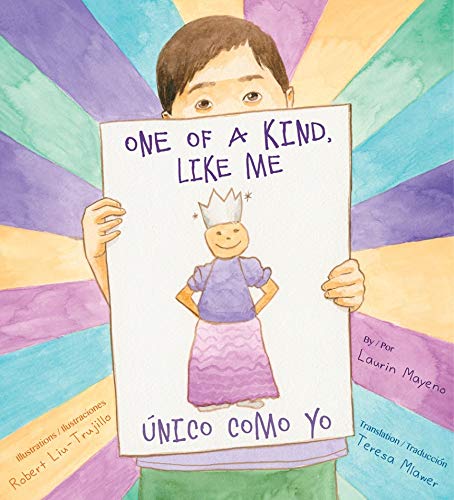 ONE OF A KIND,
LIKE ME
ÚNICO COMO YO
By / Por
Laurin Mayeno
Illustrations / ilustraciones
Robert Liu-Trujillo
Translation / Traducción
Teresa Mlawer